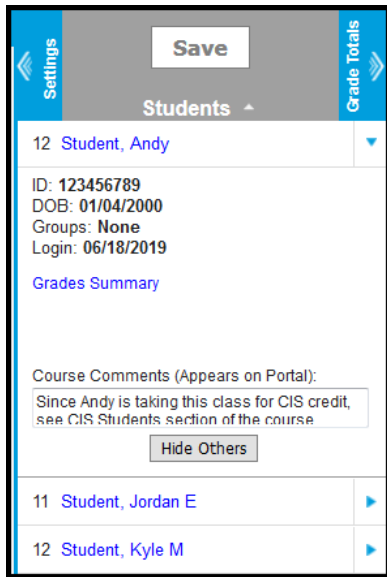 Settings
Save
Grade Totals
Students
12 Student, Andy
ID: 123456789
DOB: 01/04/2000
Groups: None
Login: 06/18/2019
Grades Summary
Course Comments (Appears on Portal):
Since Andy is taking this class for CIS credit,
see CIS Students section of the course
Hide Others
11 Student, Jordan E
12 Student, Kyle M